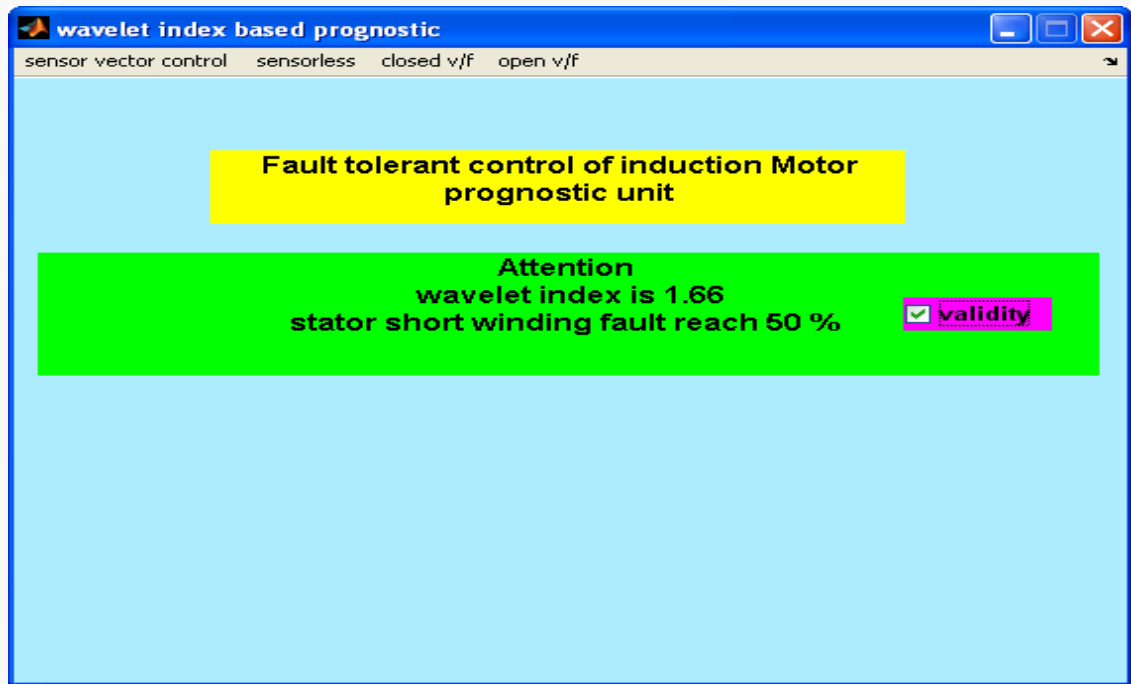 wavelet index based prognostic
sensor vector control sensorless closed v/f open v/f
Fault tolerant control of induction Motor
prognostic unit
Attention
wavelet index is 1.66
stator short winding fault reach 50 %
validity